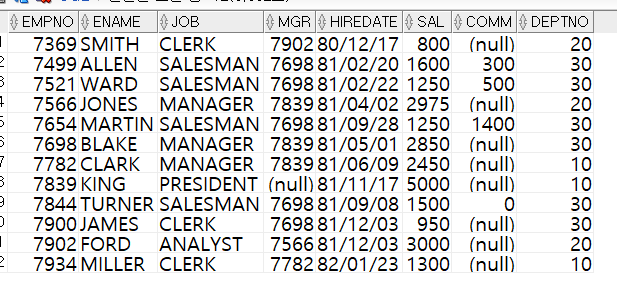 EMPNO ENAME JOB MGR HIREDATE SAL COMM DEPTNO
7369 SMITH CLERK 7902 80/12/17 800 (null) 20
7499 ALLEN SALESMAN 7698 81/02/20 1600 300 30
7521 WARD SALESMAN 7698 81/02/22 1250 500 30
7566 JONES MANAGER 7839 81/04/02 2975 (null) 20
7654 MARTIN SALESMAN 7698 81/09/28 1250 1400 30
7698 BLAKE MANAGER 7839 81/05/01 2850 (null) 30
7782 CLARK MANAGER 7839 81/06/09 2450 (null) 10
7839 KING PRESIDENT (null) 81/11/17 5000 (null) 10
7844 TURNER SALESMAN 7698 81/09/08 1500 0 30
7900 JAMES CLERK 7698 81/12/03 950 (null) 30
7902 FORD ANALYST 7566 81/12/03 3000 (null) 20
7934 MILLER CLERK 7782 82/01/23 1300 (null) 10